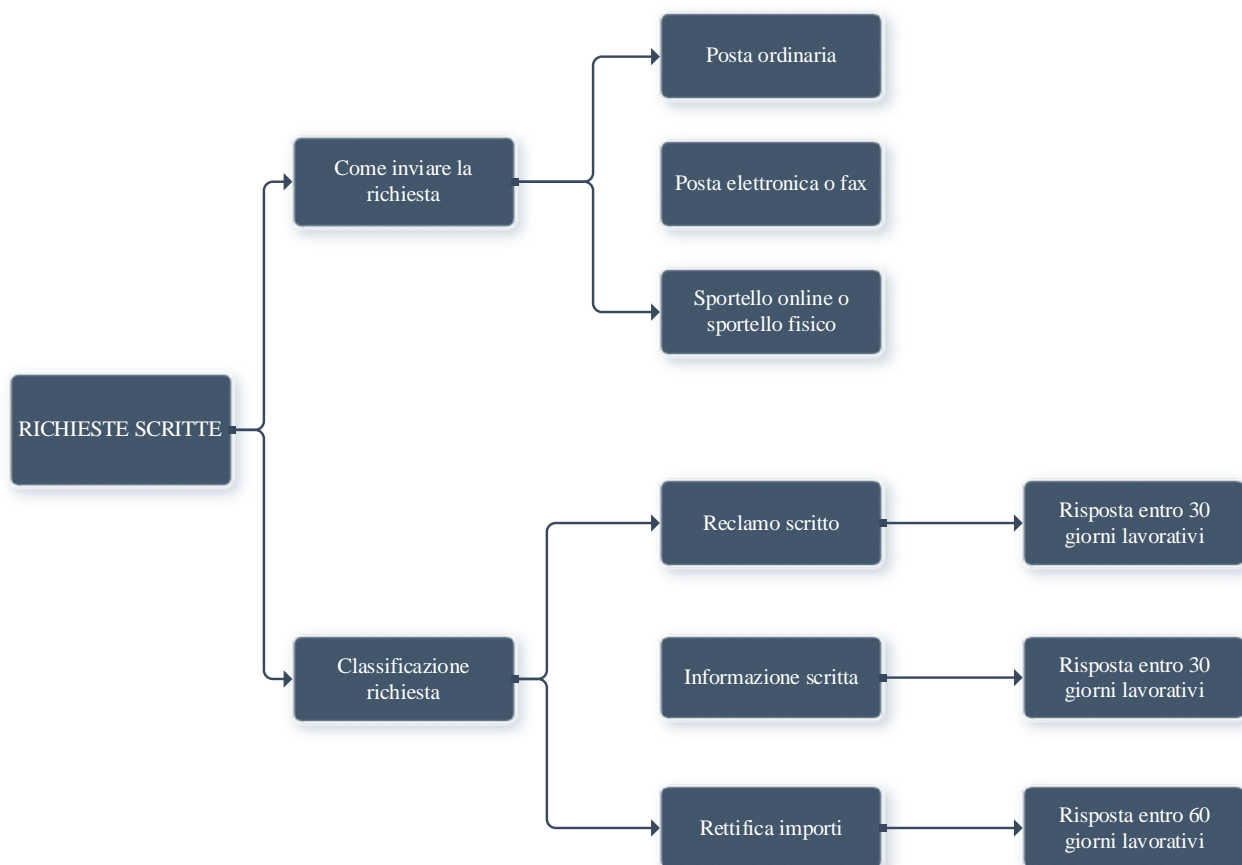 Posta ordinaria
Come inviare la
richiesta
Posta elettronica o fax
Sportello online o
sportello fisico
RICHIESTE SCRITTE
Reclamo scritto
Risposta entro 30
giorni lavorativi
Classificazione
richiesta
Informazione scritta
Risposta entro 30
giorni lavorativi
Rettifica importi
Risposta entro 60
giorni lavorativi